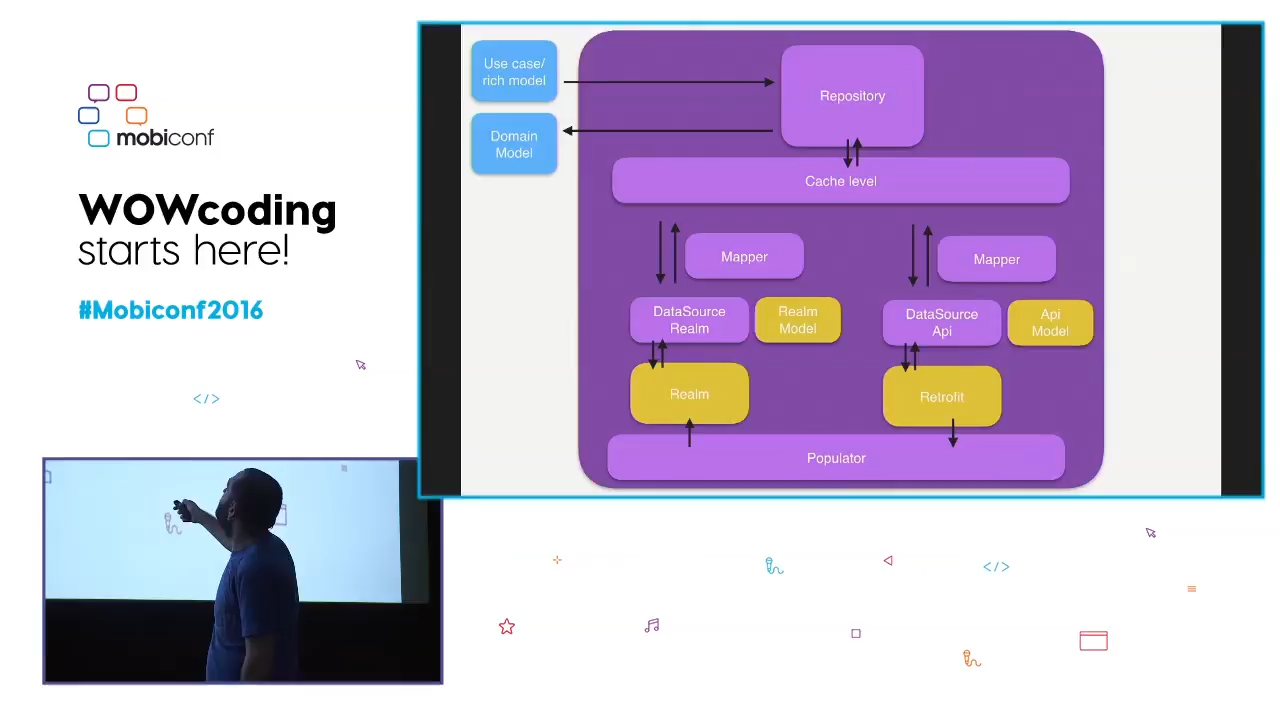 mobiconf
WOWcoding
starts here!
#Mobiconf2016
</>
Use case/
rich model
Domain
Model
Repository
Cache level
Mapper
Mapper
DataSource
Realm
Realm
Model
DataSource
Api
Api
Model
Realm
Retrofit
Populator
</>